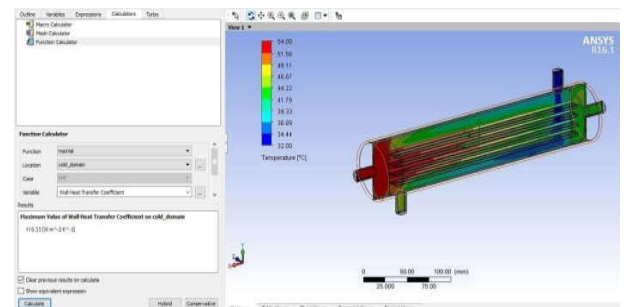 Outline Variables Expressions Calculators Turbo
Macro Calculator
Mesh Calculator
Function Calculator
Function Calculator
Function maxVal
Location cold_domain
Case
Variable Wall Heat Transfer Coefficient
Results
Maximum Value of Wall Heat Transfer Coefficient on cold_domain
Clear previous results on calculate
Show equivalent expression
Calculate Hybrid Conservative
View 1
ANSYS
R16.1
54.00
51.56
49.11
46.67
44.22
41.78
39.33
36.89
34.44
32.00
Temperature [°C]
0 50.00 100.00 (mm)
25.000 75.00